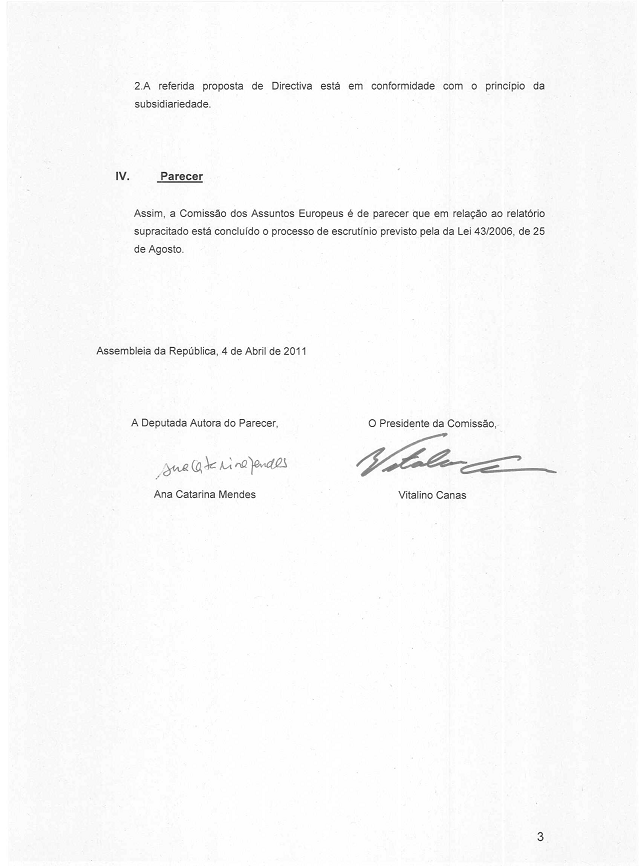 2.A referida proposta de Directiva está em conformidade com o princípio da
subsidiariedade.
IV. Parecer
Assim, a Comissão dos Assuntos Europeus é de parecer que em relação ao relatório
supracitado está concluído o processo de escrutínio previsto pela da Lei 43/2006, de 25
de Agosto.
Assembleia da República, 4 de Abril de 2011
A Deputada Autora do Parecer, O Presidente da Comissão,
Ana Catarina Mendes Vitalino C
Ana Catarina Mendes Vitalino Canas
3